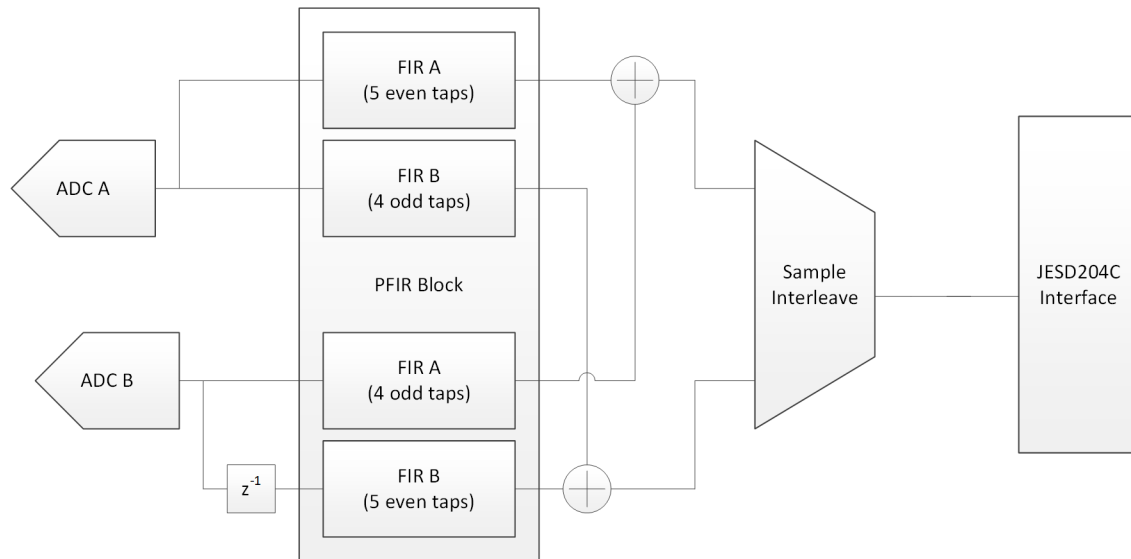 FIR A
(5 even taps)
ADC A
FIR B
(4 odd taps)
PFIR Block
Sample
Interleave
JESD204C
Interface
ADC B
FIR A
(4 odd taps)
z⁻¹
FIR B
(5 even taps)